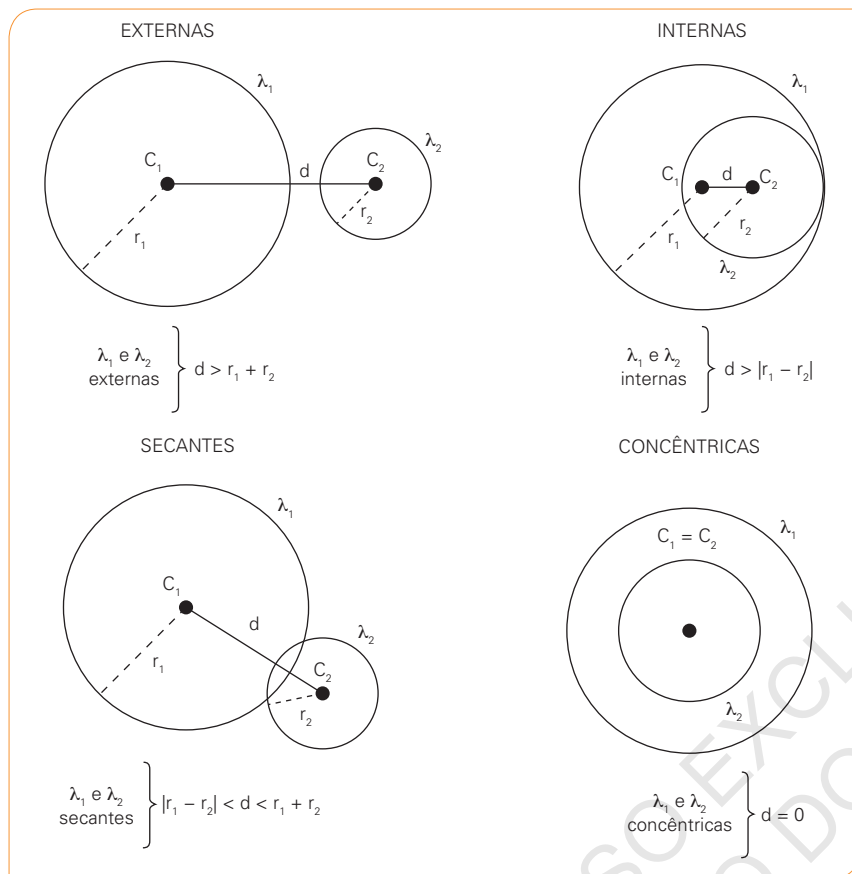 EXTERNAS
λ₁
λ₂
C₁
d
C₂
r₂
r₁
λ₁ e λ₂
externas
d > r₁ + r₂
INTERNAS
λ₁
C₁
d
C₂
r₁
r₂
λ₂
λ₁ e λ₂
internas
d > |r₁ − r₂|
SECANTES
λ₁
C₁
d
λ₂
r₁
C₂
r₂
λ₁ e λ₂
secantes
|r₁ − r₂| < d < r₁ + r₂
CONCÊNTRICAS
λ₁
C₁ = C₂
λ₂
λ₁ e λ₂
concêntricas
d = 0